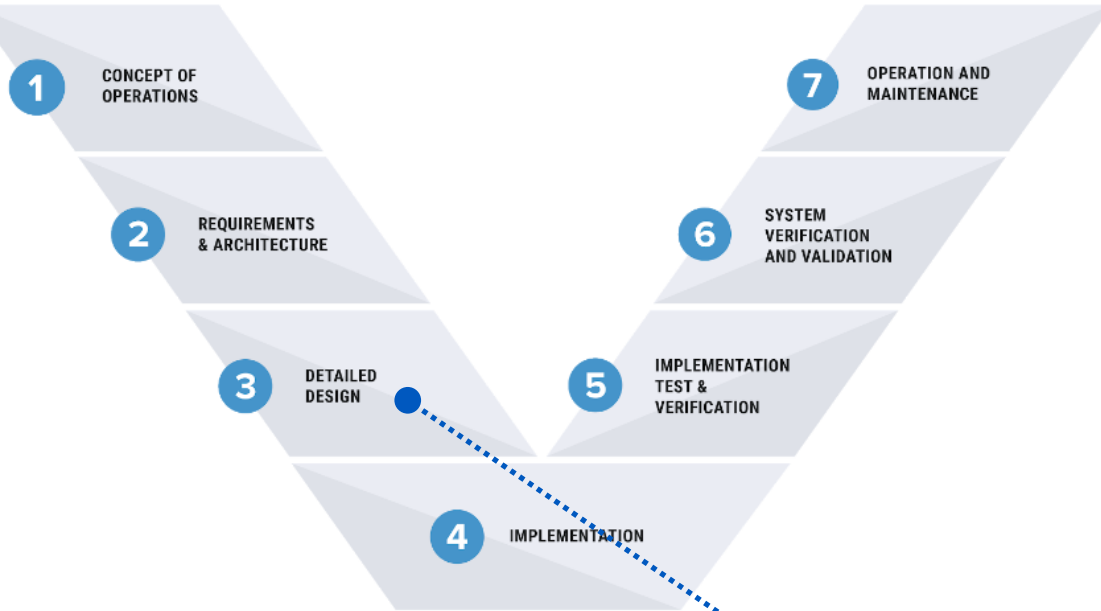 1
CONCEPT OF
OPERATIONS
2
REQUIREMENTS
& ARCHITECTURE
3
DETAILED
DESIGN
4
IMPLEMENTATION
5
IMPLEMENTATION
TEST &
VERIFICATION
6
SYSTEM
VERIFICATION
AND VALIDATION
7
OPERATION AND
MAINTENANCE